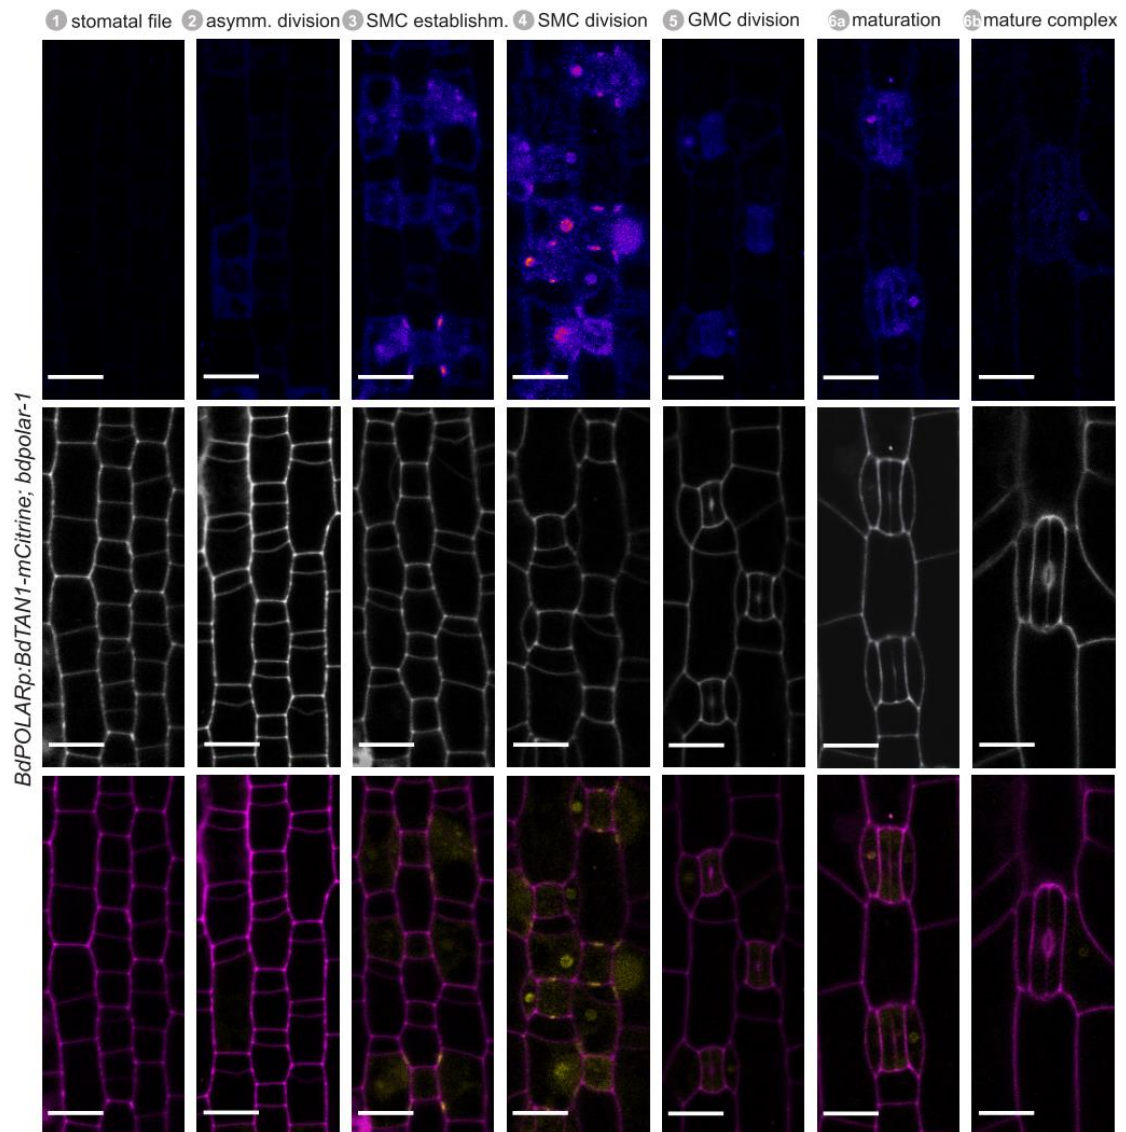 1 stomatal file 2 asymm. division 3 SMC establishm. 4 SMC division 5 GMC division 6a maturation 6b mature complex
BdPOLARp:BdTAN1-mCitrine; bdpolar-1